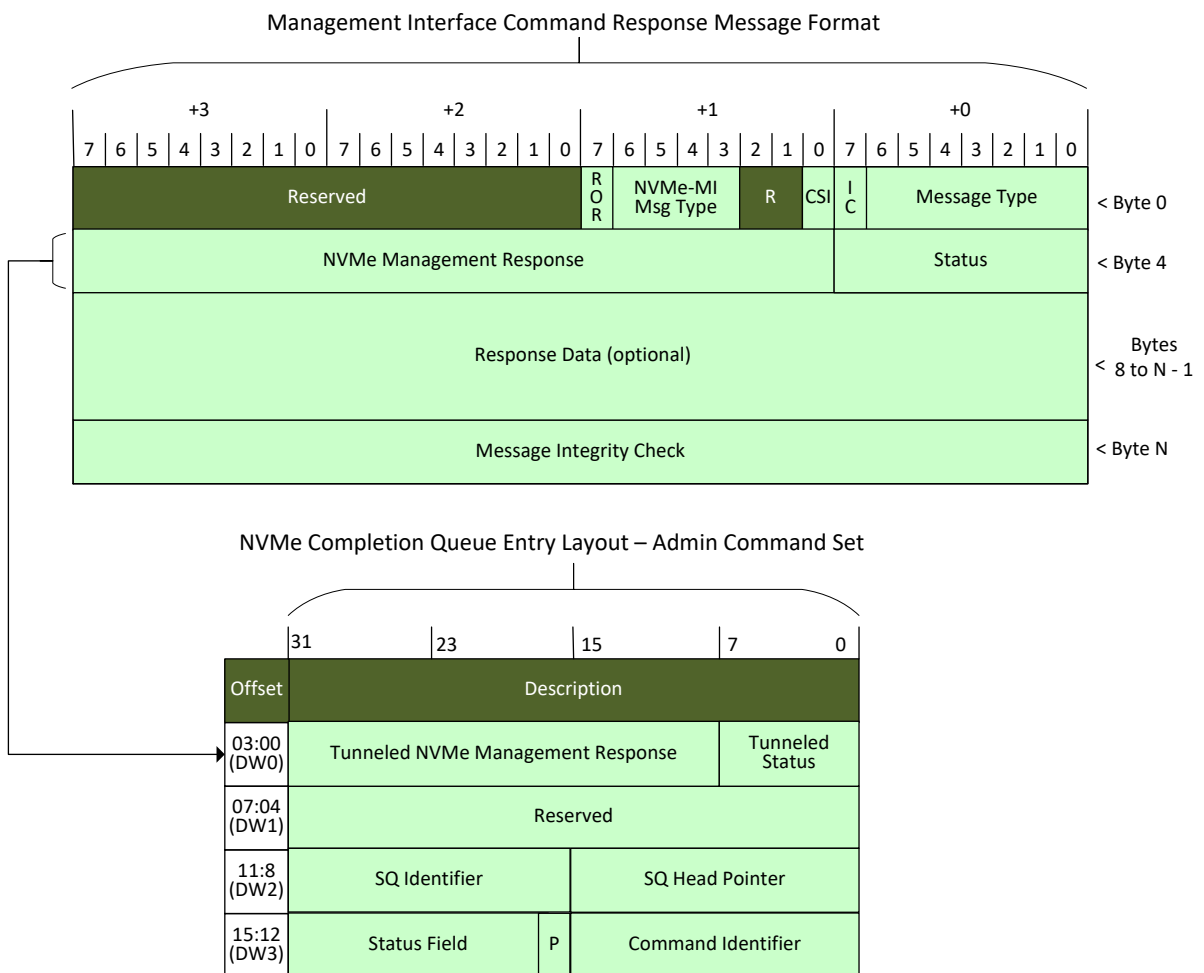 Management Interface Command Response Message Format
+3 +2 +1 +0
7 6 5 4 3 2 1 0 7 6 5 4 3 2 1 0 7 6 5 4 3 2 1 0 7 6 5 4 3 2 1 0
Reserved
R
O
R
NVMe-MI
Msg Type
R
CSI
I
C
Message Type
< Byte 0
NVMe Management Response
Status
< Byte 4
Response Data (optional)
Bytes
< 8 to N - 1
Message Integrity Check
< Byte N
NVMe Completion Queue Entry Layout – Admin Command Set
31 23 15 7 0
Offset
Description
03:00
(DW0)
Tunneled NVMe Management Response
Tunneled
Status
07:04
(DW1)
Reserved
11:8
(DW2)
SQ Identifier
SQ Head Pointer
15:12
(DW3)
Status Field
P
Command Identifier